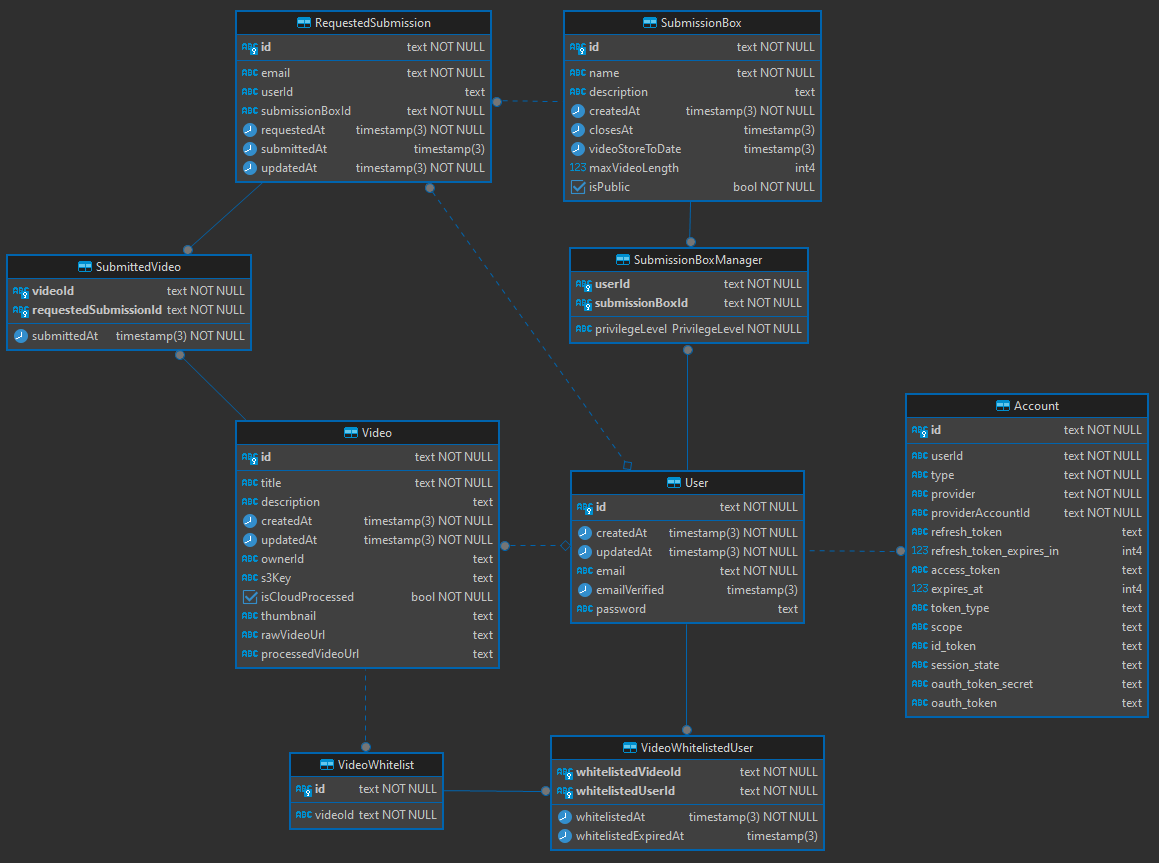 RequestedSubmission
id text NOT NULL
email text NOT NULL
userId text
submissionBoxId text NOT NULL
requestedAt timestamp(3) NOT NULL
submittedAt timestamp(3)
updatedAt timestamp(3) NOT NULL
SubmissionBox
id text NOT NULL
name text NOT NULL
description text
createdAt timestamp(3) NOT NULL
closesAt timestamp(3)
videoStoreToDate timestamp(3)
123 maxVideoLength int4
isPublic bool NOT NULL
SubmittedVideo
videoId text NOT NULL
requestedSubmissionId text NOT NULL
submittedAt timestamp(3) NOT NULL
SubmissionBoxManager
userId text NOT NULL
submissionBoxId text NOT NULL
privilegeLevel PrivilegeLevel NOT NULL
Video
id text NOT NULL
title text NOT NULL
description text
createdAt timestamp(3) NOT NULL
updatedAt timestamp(3) NOT NULL
ownerId text
s3Key text
isCloudProcessed bool NOT NULL
thumbnail text
rawVideoUrl text
processedVideoUrl text
User
id text NOT NULL
createdAt timestamp(3) NOT NULL
updatedAt timestamp(3) NOT NULL
email text NOT NULL
emailVerified timestamp(3)
password text
Account
id text NOT NULL
userId text NOT NULL
type text NOT NULL
provider text NOT NULL
providerAccountId text NOT NULL
refresh_token text
123 refresh_token_expires_in int4
access_token text
123 expires_at int4
token_type text
scope text
id_token text
session_state text
oauth_token_secret text
oauth_token text
VideoWhitelist
id text NOT NULL
videoId text NOT NULL
VideoWhitelistedUser
whitelistedVideoId text NOT NULL
whitelistedUserId text NOT NULL
whitelistedAt timestamp(3) NOT NULL
whitelistedExpiredAt timestamp(3)